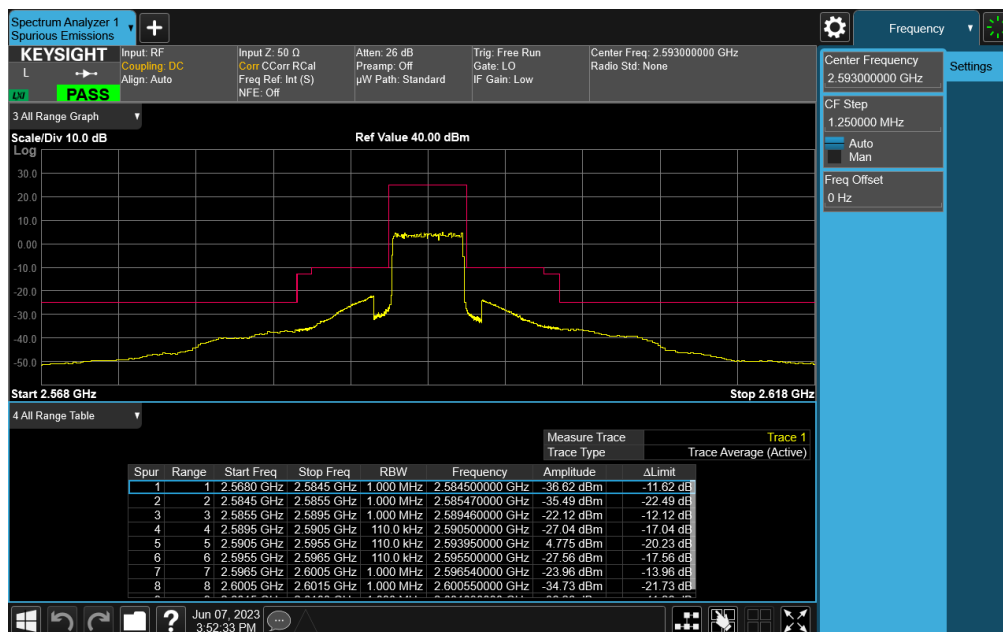 Spectrum Analyzer 1
Spurious Emissions
Frequency
KEYSIGHT
L
LXI
PASS
Input: RF
Coupling: DC
Align: Auto
Input Z: 50 Ω
Corr CCorr RCal
Freq Ref: Int (S)
NFE: Off
Atten: 26 dB
Preamp: Off
µW Path: Standard
Trig: Free Run
Gate: LO
IF Gain: Low
Center Freq: 2.593000000 GHz
Radio Std: None
Center Frequency
2.593000000 GHz
Settings
CF Step
1.250000 MHz
Auto
Man
Freq Offset
0 Hz
3 All Range Graph
Scale/Div 10.0 dB
Ref Value 40.00 dBm
Log
30.0
20.0
10.0
0.00
-10.0
-20.0
-30.0
-40.0
-50.0
Start 2.568 GHz
Stop 2.618 GHz
4 All Range Table
Measure Trace Trace 1
Trace Type Trace Average (Active)
Spur Range Start Freq Stop Freq RBW Frequency Amplitude ΔLimit
1 1 2.5680 GHz 2.5845 GHz 1.000 MHz 2.584500000 GHz -36.62 dBm -11.62 dB
2 2 2.5845 GHz 2.5855 GHz 1.000 MHz 2.585470000 GHz -35.49 dBm -22.49 dB
3 3 2.5855 GHz 2.5895 GHz 1.000 MHz 2.589460000 GHz -22.12 dBm -12.12 dB
4 4 2.5895 GHz 2.5905 GHz 110.0 kHz 2.590500000 GHz -27.04 dBm -17.04 dB
5 5 2.5905 GHz 2.5955 GHz 110.0 kHz 2.593950000 GHz 4.775 dBm -20.23 dB
6 6 2.5955 GHz 2.5965 GHz 110.0 kHz 2.595500000 GHz -27.56 dBm -17.56 dB
7 7 2.5965 GHz 2.6005 GHz 1.000 MHz 2.596540000 GHz -23.96 dBm -13.96 dB
8 8 2.6005 GHz 2.6015 GHz 1.000 MHz 2.600550000 GHz -34.73 dBm -21.73 dB
Jun 07, 2023
3:52:33 PM